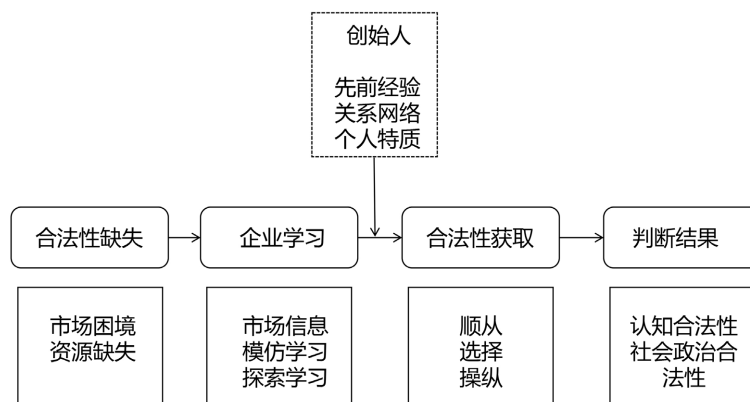 创始人
先前经验
关系网络
个人特质
合法性缺失
企业学习
合法性获取
判断结果
市场困境
资源缺失
市场信息
模仿学习
探索学习
顺从
选择
操纵
认知合法性
社会政治合
法性